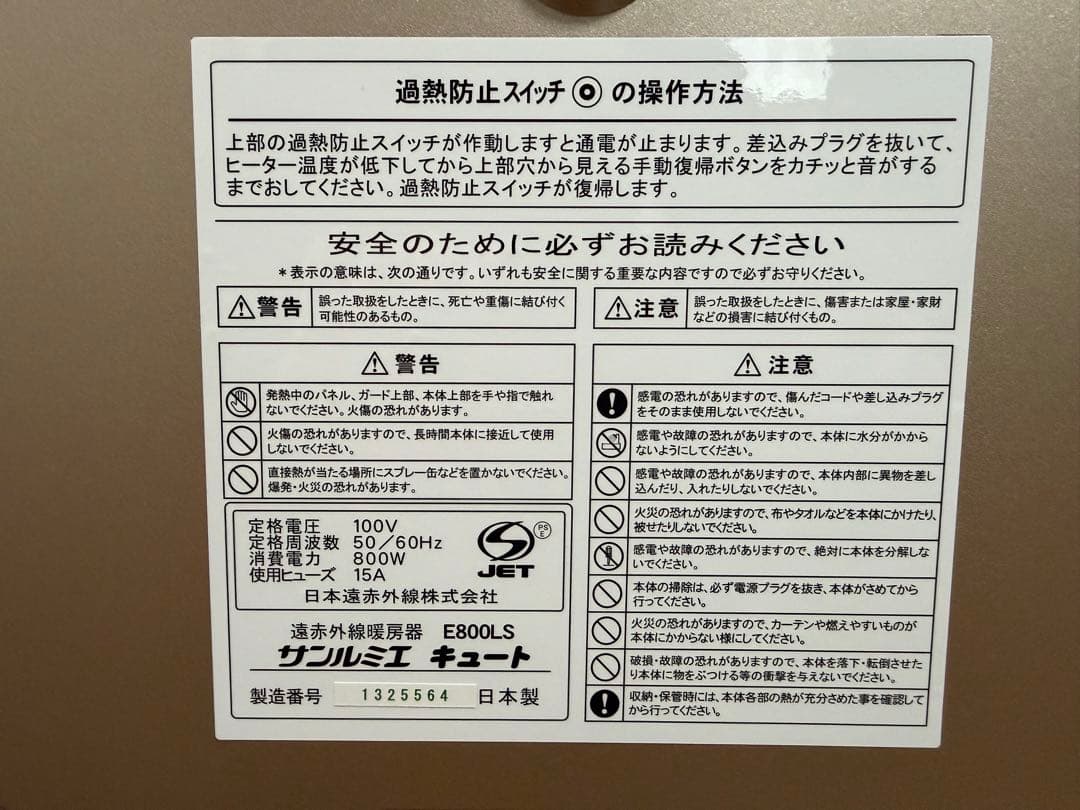 過熱防止スイッチ◎の操作方法
上部の過熱防止スイッチが作動しますと通電が止まります。差込みプラグを抜いて、
ヒーター温度が低下してから上部穴から見える手動復帰ボタンをカチッと音がする
までおしてください。過熱防止スイッチが復帰します。
安全のために必ずお読みください
*表示の意味は、次の通りです。いずれも安全に関する重要な内容ですので必ずお守りください。
警告
誤った取扱をしたときに、死亡や重傷に結び付く
可能性のあるもの。
注意
誤った取扱をしたときに、傷害または家屋・家財
などの損害に結び付くもの。
警告
発熱中のパネル、ガード上部、本体上部を手や指で触れ
ないでください。火傷の恐れがあります。
火傷の恐れがありますので、長時間本体に接近して使用
しないでください。
直接熱が当たる場所にスプレー缶などを置かないでください。
爆発・火災の恐れがあります。
定格電圧 100V
定格周波数 50/60Hz
消費電力 800W
使用ヒューズ 15A
PS
E
JET
日本遠赤外線株式会社
遠赤外線暖房器 E800LS
サンルミエ キュート
製造番号 1325564 日本製
注意
感電の恐れがありますので、傷んだコードや差し込みプラグ
をそのまま使用しないでください。
感電や故障の恐れがありますので、本体に水分がかから
ないようにしてください。
感電や故障の恐れがありますので、本体内部に異物を差し
込んだり、入れたりしないでください。
火災の恐れがありますので、布やタオルなどを本体にかけたり、
被せたりしないでください。
感電や故障の恐れがありますので、絶対に本体を分解しな
いでください。
本体の掃除は、必ず電源プラグを抜き、本体がさめてから
行ってください。
火災の恐れがありますので、カーテンや燃えやすいものが
本体にかからない様にしてください。
破損・故障の恐れがありますので、本体を落下・転倒させた
り本体に物をぶつける等の衝撃を与えないでください。
収納・保管時には、本体各部の熱が充分さめた事を確認して
から行ってください。